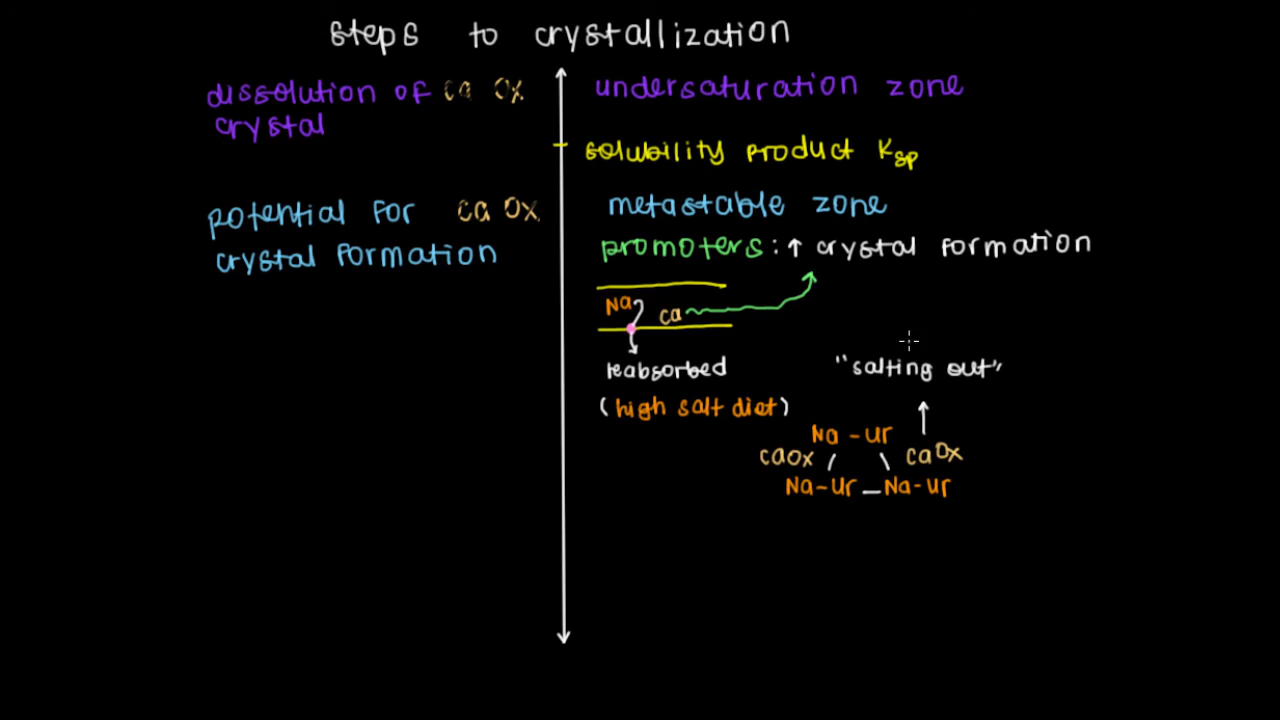 steps to crystallization
dissolution of ca Ox
crystal
undersaturation zone
solubility product Ksp
potential for ca Ox
crystal formation
metastable zone
promoters: ↑ crystal formation
Na
ca
reabsorbed
(high salt diet)
"salting out"
Na - Ur
caox
caOx
Na-Ur — Na-Ur